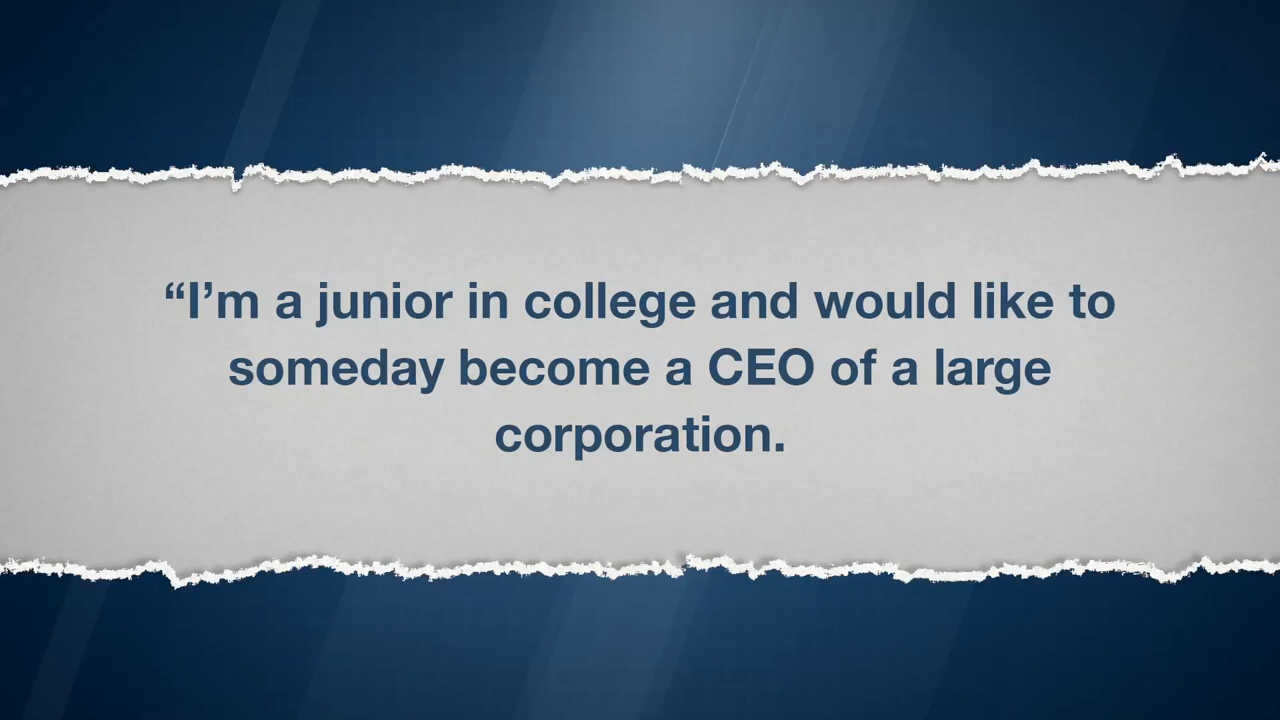 “I’m a junior in college and would like to
someday become a CEO of a large
corporation.